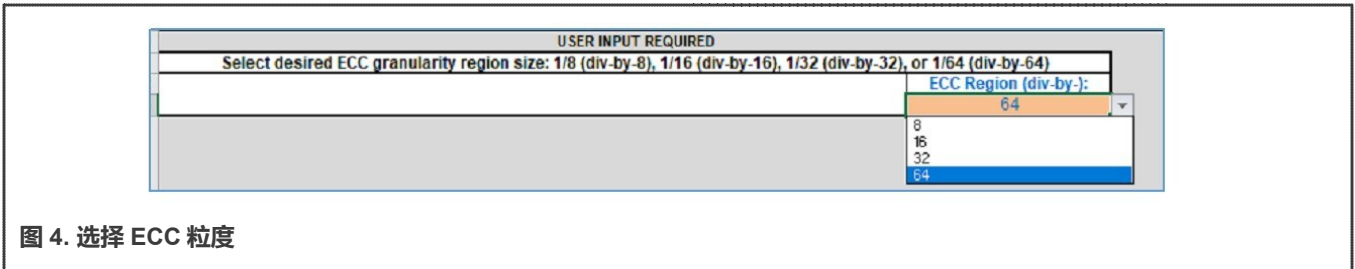 USER INPUT REQUIRED
Select desired ECC granularity region size: 1/8 (div-by-8), 1/16 (div-by-16), 1/32 (div-by-32), or 1/64 (div-by-64)
ECC Region (div-by-):
64
8
16
32
64
图 4. 选择 ECC 粒度